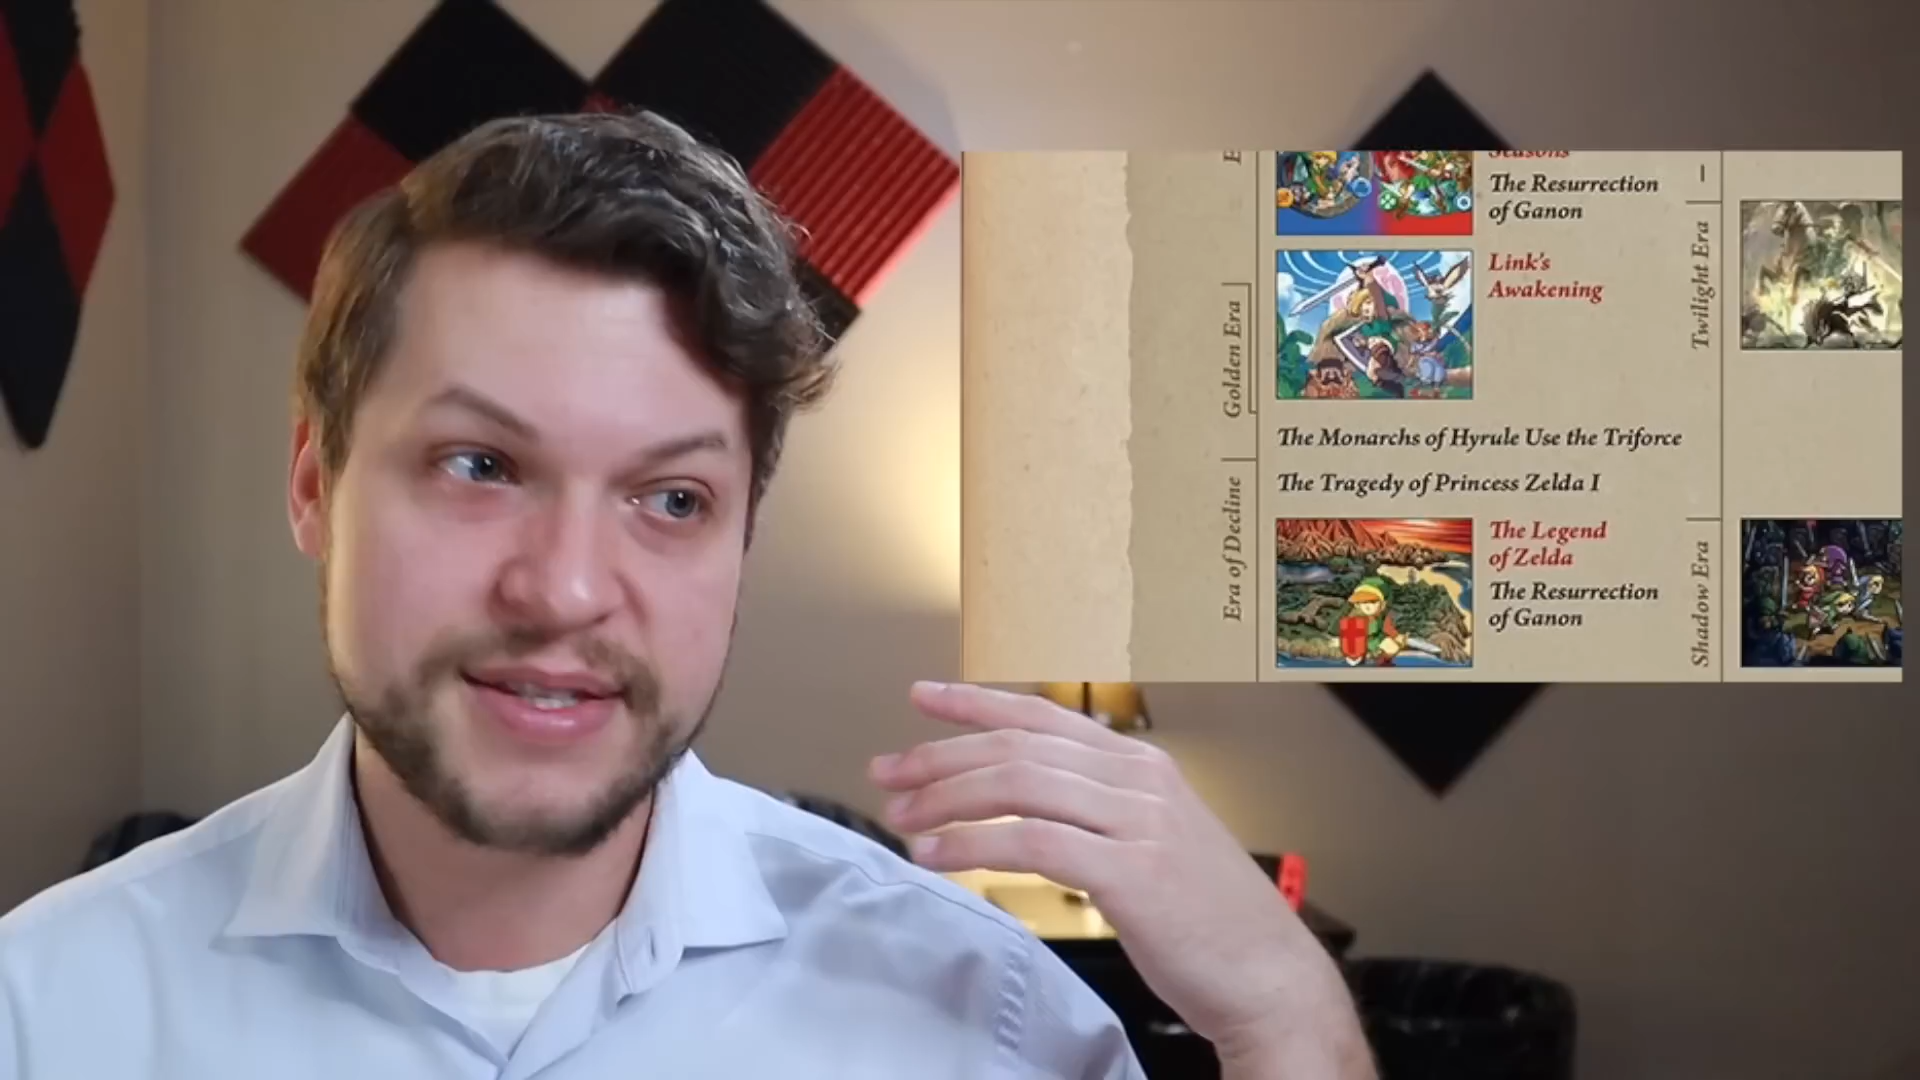 Seasons
The Resurrection
of Ganon
Link's
Awakening
Golden Era
Twilight Era
The Monarchs of Hyrule Use the Triforce
The Tragedy of Princess Zelda I
Era of Decline
The Legend
of Zelda
The Resurrection
of Ganon
Shadow Era